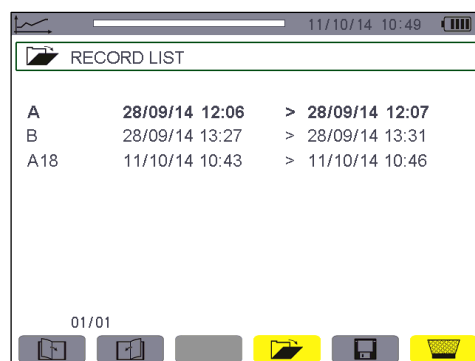 11/10/14 10:49
RECORD LIST
A 28/09/14 12:06 > 28/09/14 12:07
B 28/09/14 13:27 > 28/09/14 13:31
A18 11/10/14 10:43 > 11/10/14 10:46
01/01